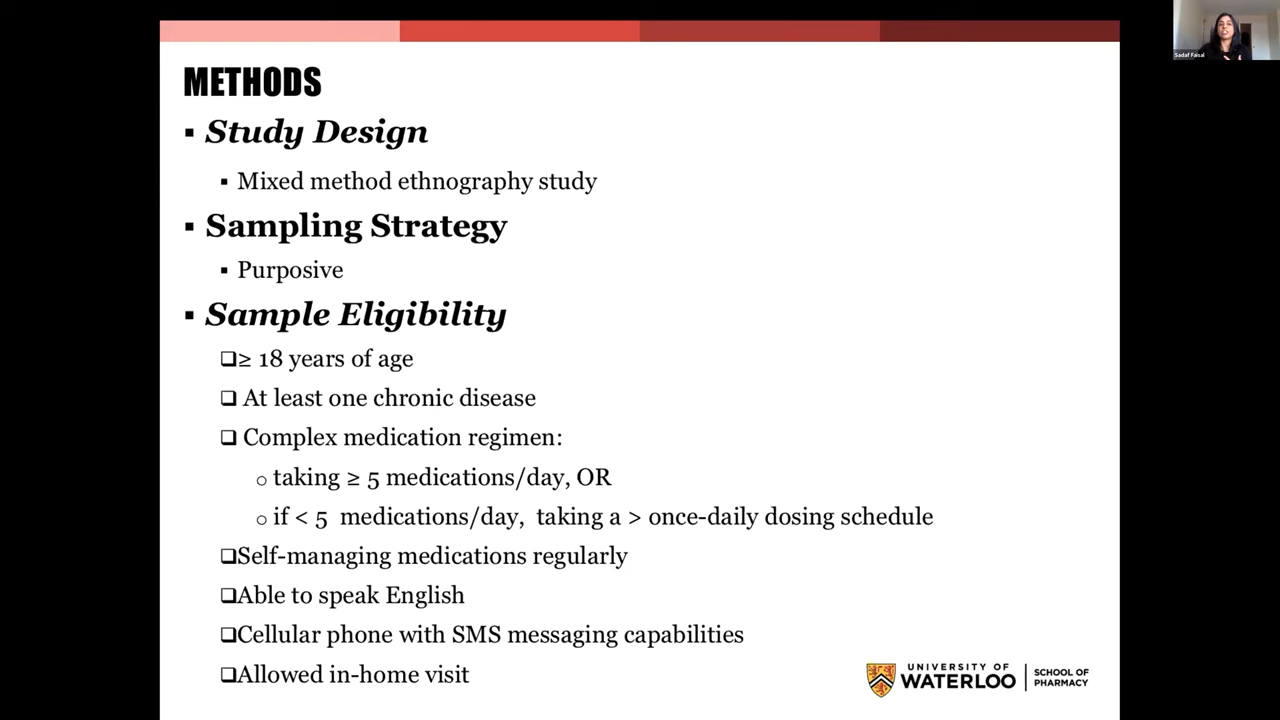 METHODS
▪ Study Design
▪ Mixed method ethnography study
▪ Sampling Strategy
▪ Purposive
▪ Sample Eligibility
❑≥ 18 years of age
❑ At least one chronic disease
❑ Complex medication regimen:
o taking ≥ 5 medications/day, OR
o if < 5 medications/day, taking a > once-daily dosing schedule
❑Self-managing medications regularly
❑Able to speak English
❑Cellular phone with SMS messaging capabilities
❑Allowed in-home visit
UNIVERSITY OF
WATERLOO
SCHOOL OF
PHARMACY
Sadaf Faisal